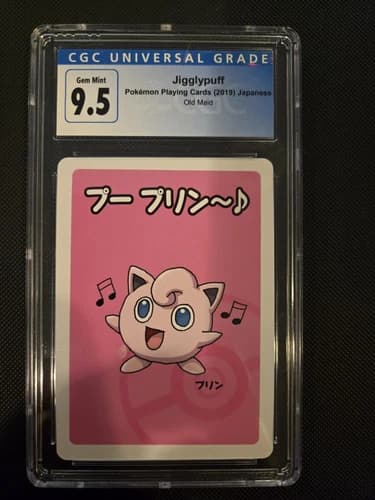 CGC UNIVERSAL GRADE
Gem Mint
9.5
Jigglypuff
Pokémon Playing Cards (2019) Japanese
Old Maid
プー プリン～♪
プリン